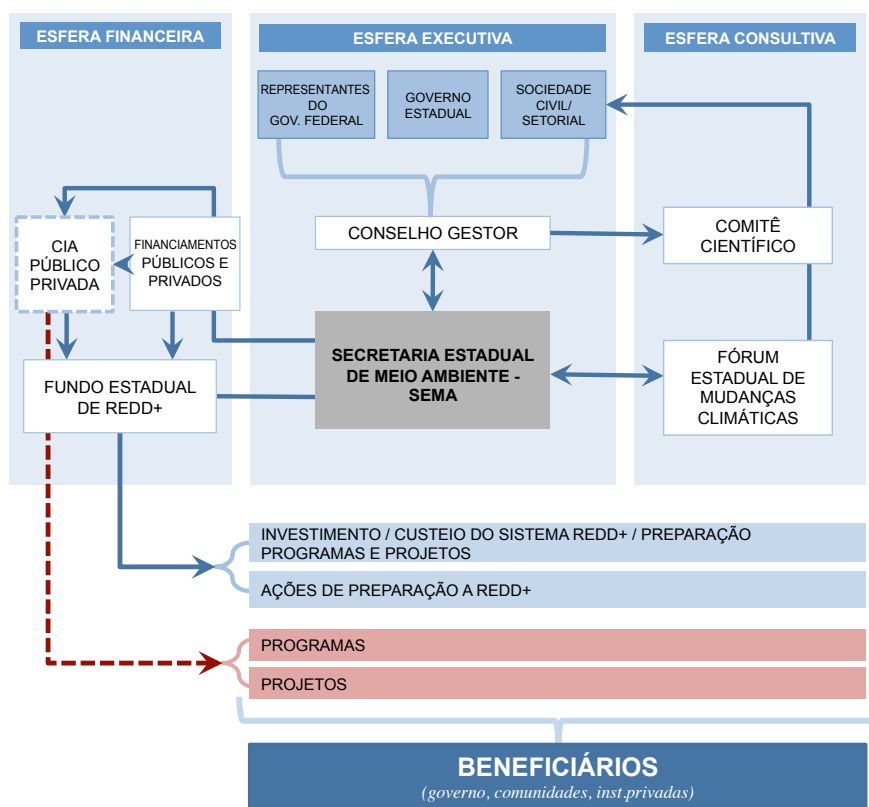 ESFERA FINANCEIRA
ESFERA EXECUTIVA
ESFERA CONSULTIVA
REPRESENTANTES
DO
GOV. FEDERAL
GOVERNO
ESTADUAL
SOCIEDADE
CIVIL/
SETORIAL
CIA
PÚBLICO
PRIVADA
FINANCIAMENTOS
PÚBLICOS E
PRIVADOS
CONSELHO GESTOR
COMITÊ
CIENTÍFICO
FUNDO ESTADUAL
DE REDD+
SECRETARIA ESTADUAL
DE MEIO AMBIENTE -
SEMA
FÓRUM
ESTADUAL DE
MUDANÇAS
CLIMÁTICAS
INVESTIMENTO / CUSTEIO DO SISTEMA REDD+ / PREPARAÇÃO
PROGRAMAS E PROJETOS
AÇÕES DE PREPARAÇÃO A REDD+
PROGRAMAS
PROJETOS
BENEFICIÁRIOS
(governo, comunidades, inst.privadas)